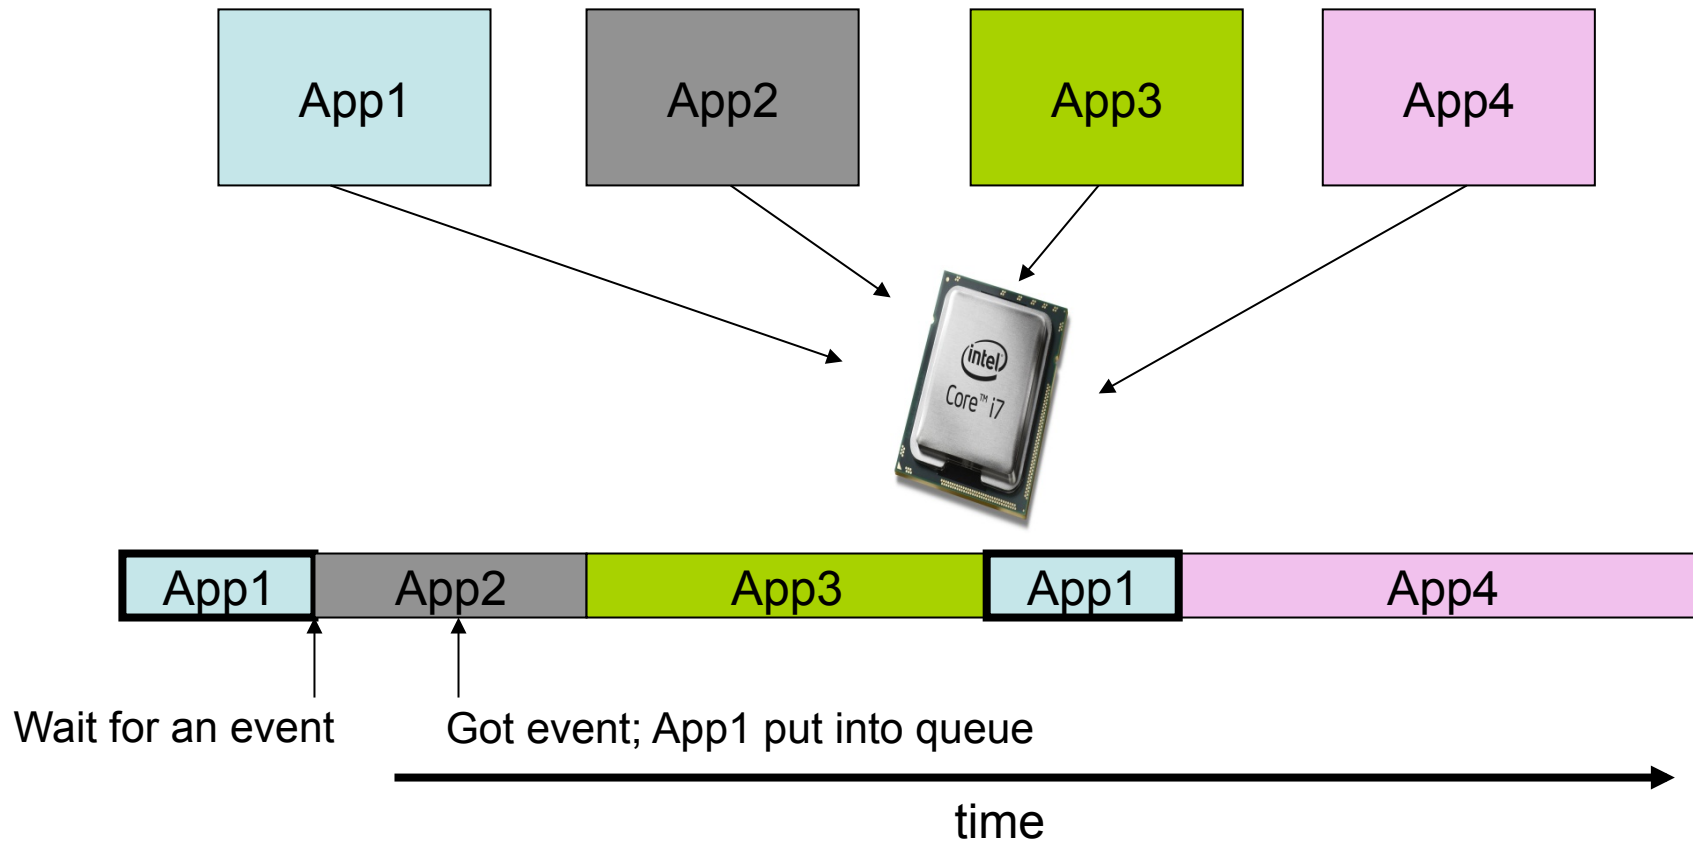 App1
App2
App3
App4
intel
Core™ i7
App1
App2
App3
App1
App4
Wait for an event
Got event; App1 put into queue
time